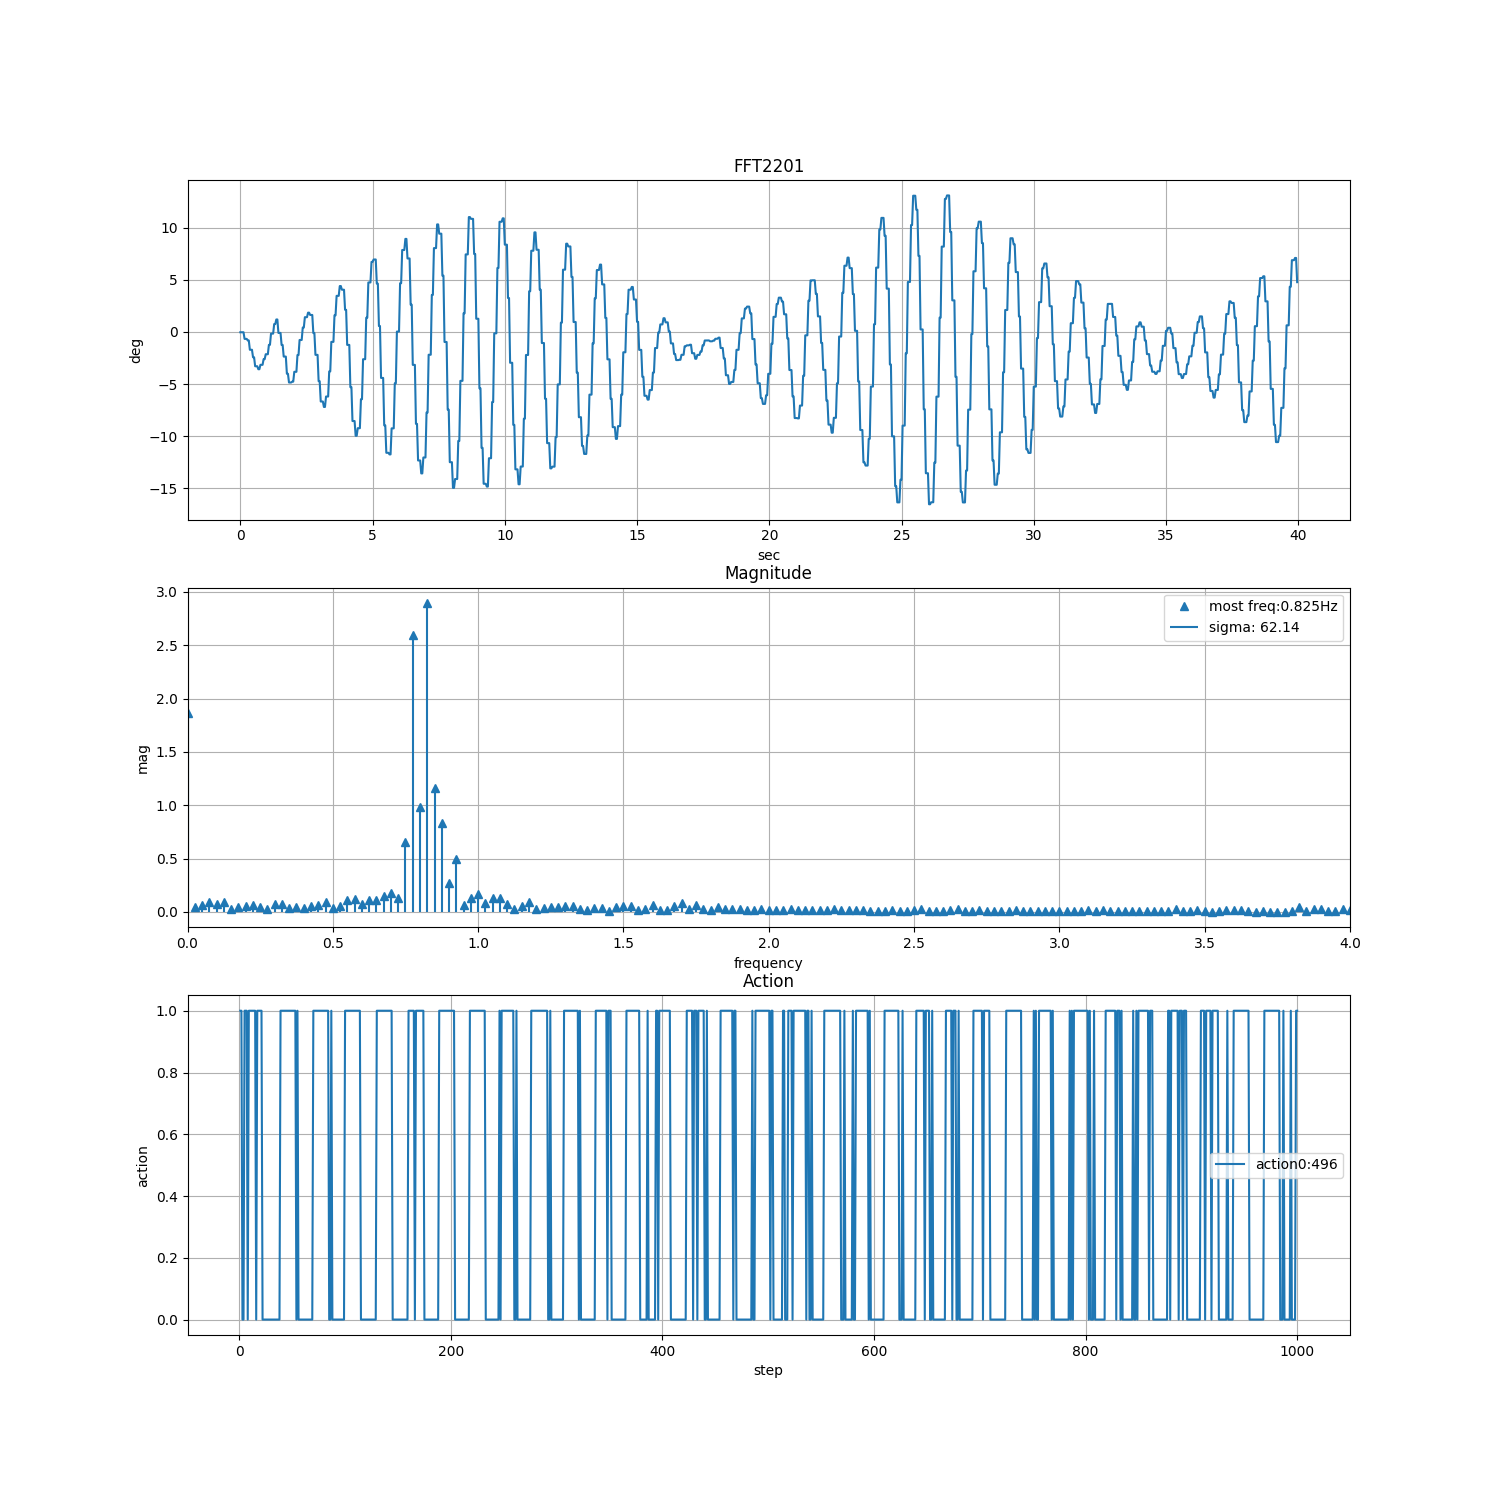 FFT2201
10
5
0
−5
−10
−15
deg
0 5 10 15 20 25 30 35 40
sec
Magnitude
3.0
2.5
2.0
1.5
1.0
0.5
0.0
mag
most freq:0.825Hz
sigma: 62.14
0.0 0.5 1.0 1.5 2.0 2.5 3.0 3.5 4.0
frequency
Action
1.0
0.8
0.6
0.4
0.2
0.0
action
action0:496
0 200 400 600 800 1000
step